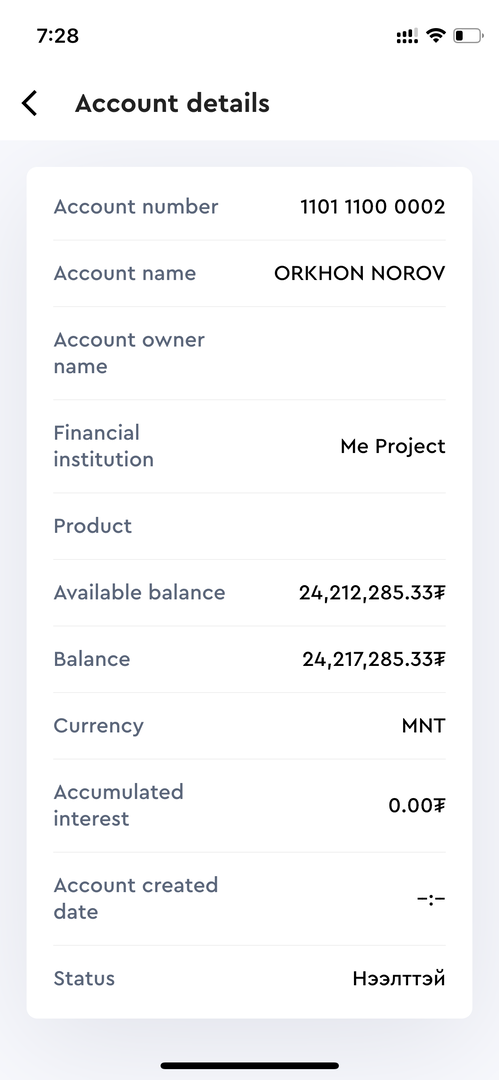 7:28
Account details
Account number 1101 1100 0002
Account name ORKHON NOROV
Account owner
name
Financial
institution Me Project
Product
Available balance 24,212,285.33₮
Balance 24,217,285.33₮
Currency MNT
Accumulated
interest 0.00₮
Account created
date –:–
Status Нээлттэй